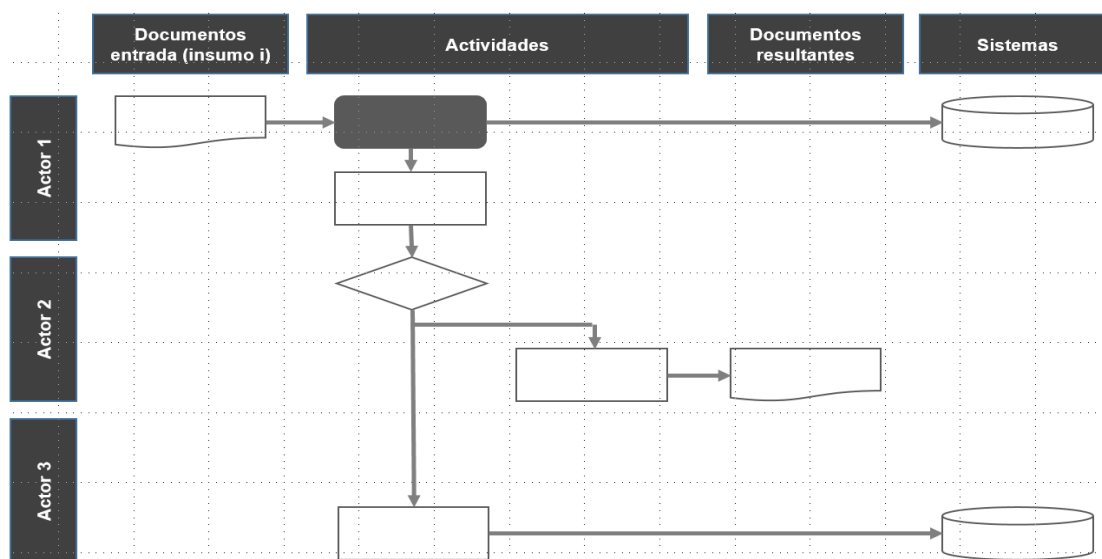 Documentos
entrada (insumo i)
Actividades
Documentos
resultantes
Sistemas
Actor 1
Actor 2
Actor 3